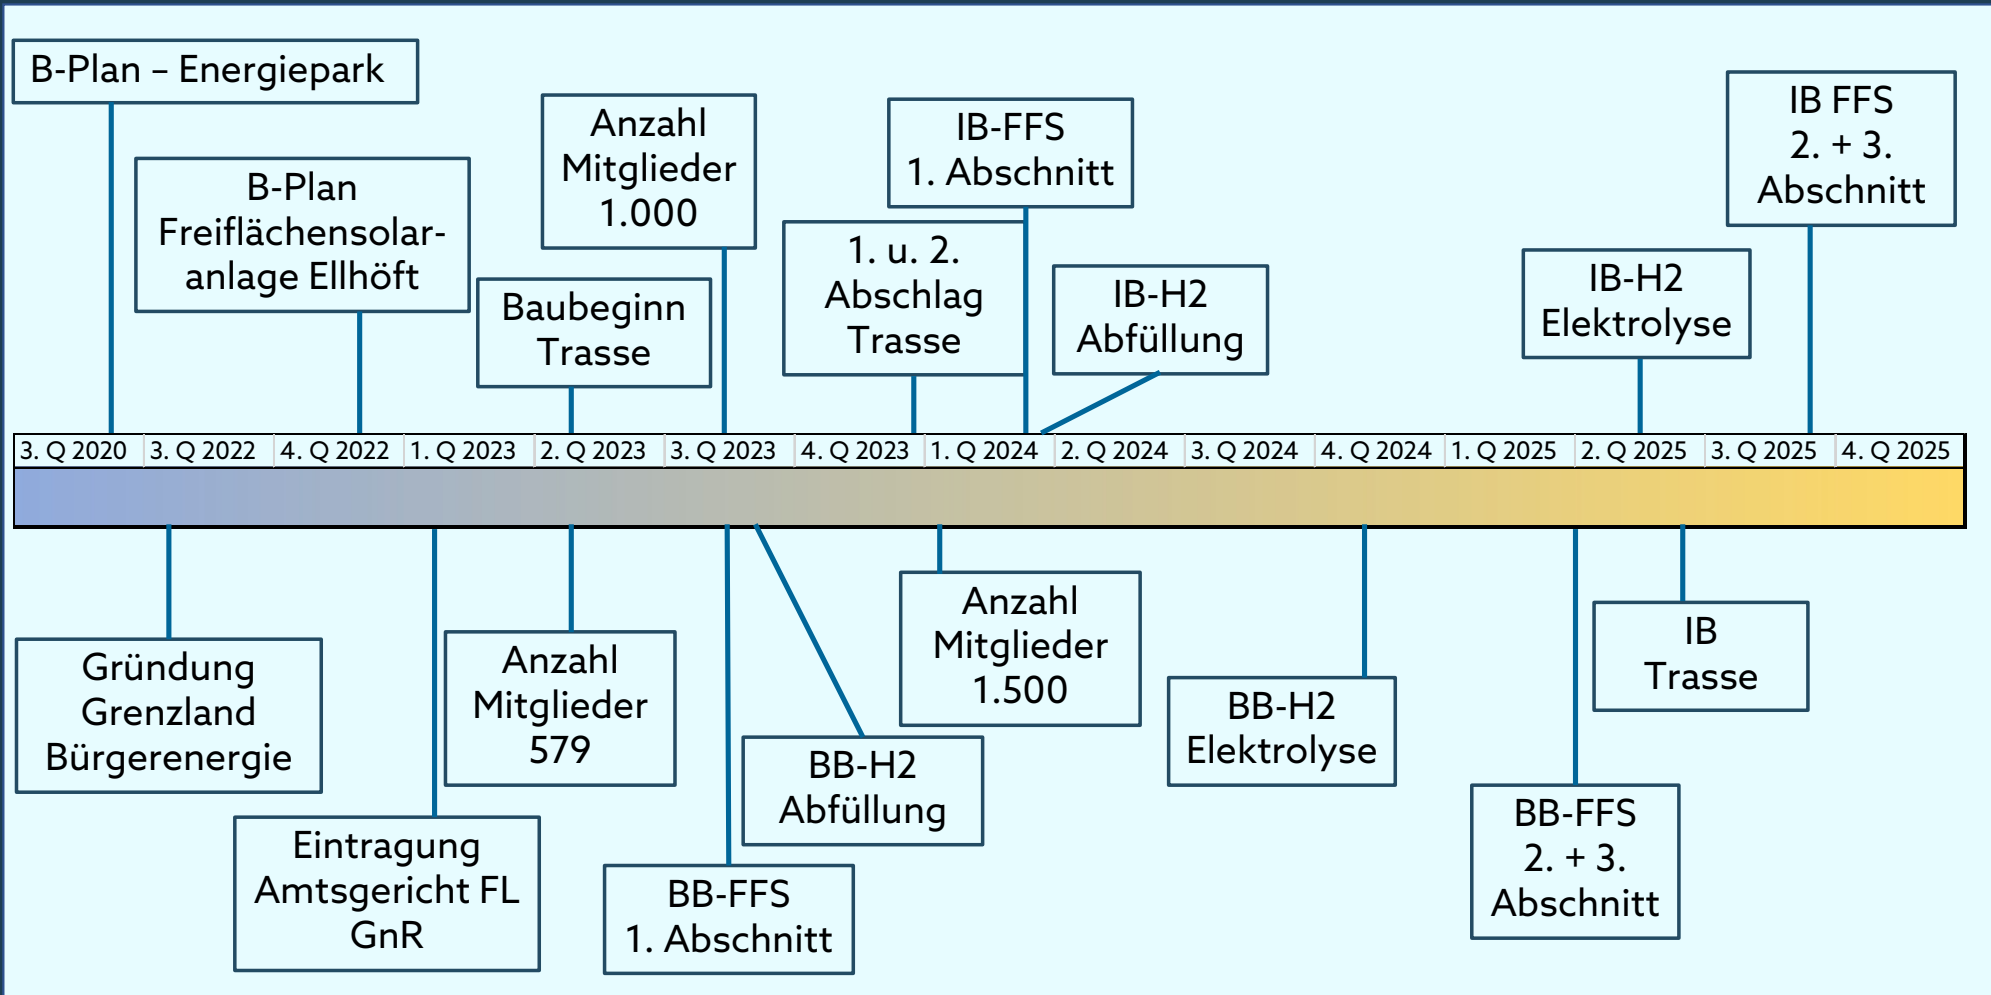 B-Plan – Energiepark
B-Plan
Freiflächensolar-
anlage Ellhöft
Baubeginn
Trasse
Anzahl
Mitglieder
1.000
1. u. 2.
Abschlag
Trasse
IB-FFS
1. Abschnitt
IB-H2
Abfüllung
IB-H2
Elektrolyse
IB FFS
2. + 3.
Abschnitt
3. Q 2020
3. Q 2022
4. Q 2022
1. Q 2023
2. Q 2023
3. Q 2023
4. Q 2023
1. Q 2024
2. Q 2024
3. Q 2024
4. Q 2024
1. Q 2025
2. Q 2025
3. Q 2025
4. Q 2025
Gründung
Grenzland
Bürgerenergie
Eintragung
Amtsgericht FL
GnR
Anzahl
Mitglieder
579
BB-FFS
1. Abschnitt
BB-H2
Abfüllung
Anzahl
Mitglieder
1.500
BB-H2
Elektrolyse
BB-FFS
2. + 3.
Abschnitt
IB
Trasse